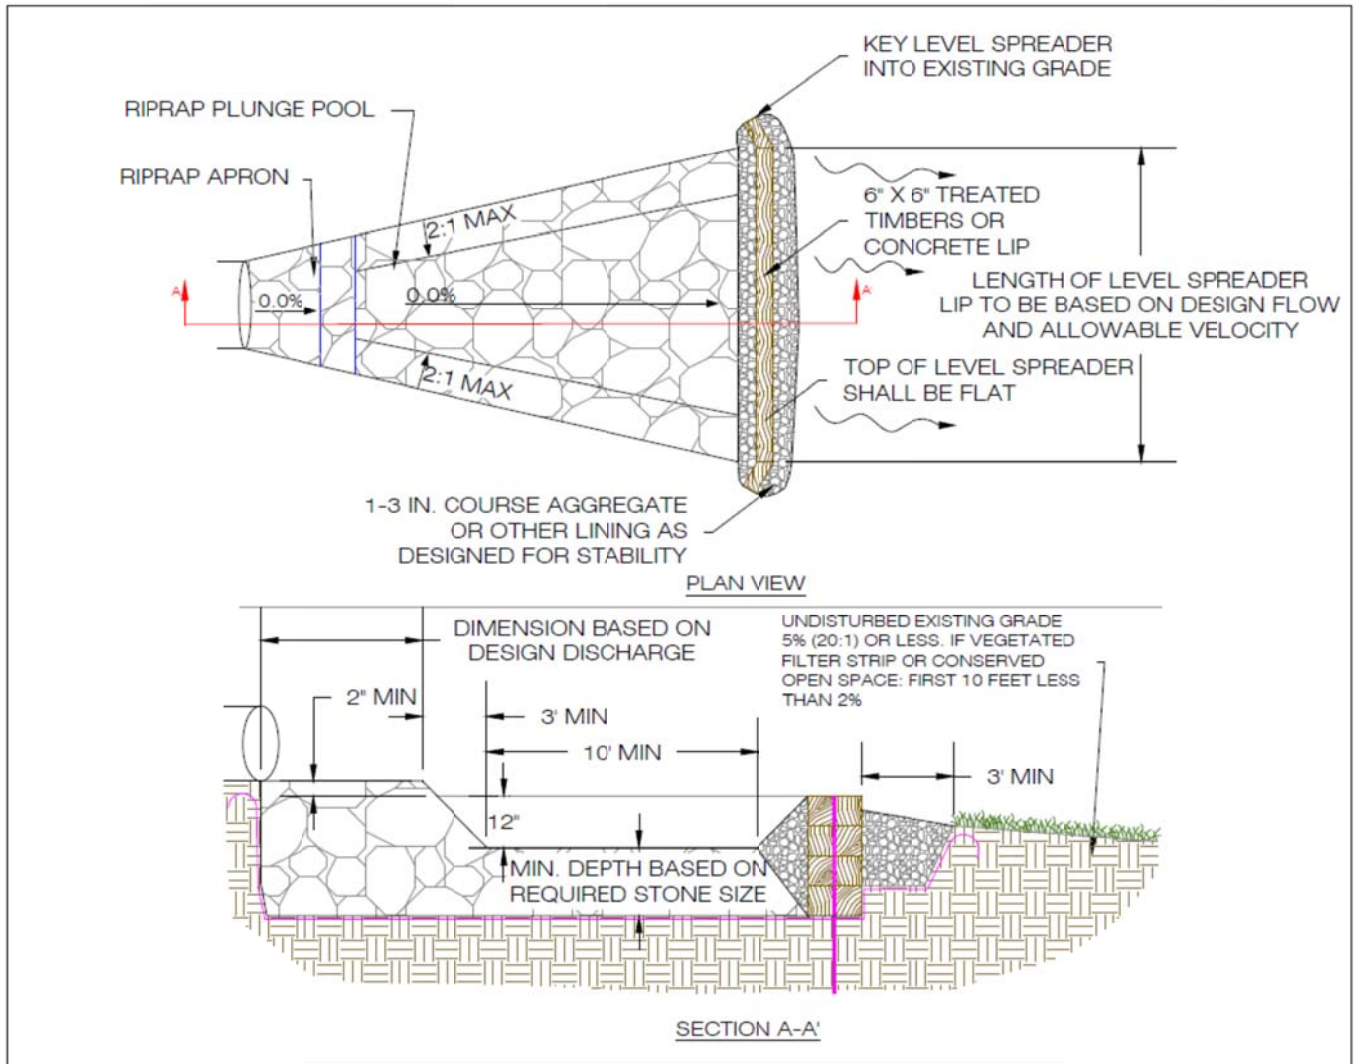 KEY LEVEL SPREADER
INTO EXISTING GRADE
RIPRAP PLUNGE POOL
RIPRAP APRON
2:1 MAX
6" X 6" TREATED
TIMBERS OR
CONCRETE LIP
A
0.0%
0.0%
A'
LENGTH OF LEVEL SPREADER
LIP TO BE BASED ON DESIGN FLOW
AND ALLOWABLE VELOCITY
2:1 MAX
TOP OF LEVEL SPREADER
SHALL BE FLAT
1-3 IN. COURSE AGGREGATE
OR OTHER LINING AS
DESIGNED FOR STABILITY
PLAN VIEW
DIMENSION BASED ON
DESIGN DISCHARGE
UNDISTURBED EXISTING GRADE
5% (20:1) OR LESS. IF VEGETATED
FILTER STRIP OR CONSERVED
OPEN SPACE: FIRST 10 FEET LESS
THAN 2%
2" MIN
3' MIN
10' MIN
3' MIN
12"
MIN. DEPTH BASED ON
REQUIRED STONE SIZE
SECTION A-A'